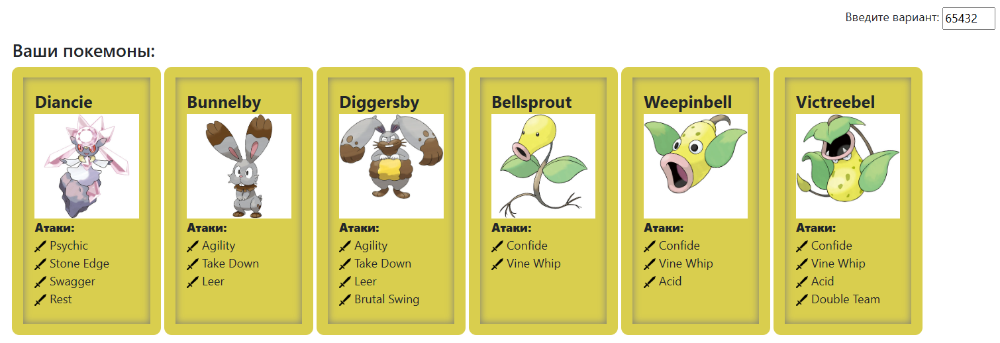 Введите вариант: 65432
Ваши покемоны:
Diancie
Атаки:
Psychic
Stone Edge
Swagger
Rest
Bunnelby
Атаки:
Agility
Take Down
Leer
Diggersby
Атаки:
Agility
Take Down
Leer
Brutal Swing
Bellsprout
Атаки:
Confide
Vine Whip
Weepinbell
Атаки:
Confide
Vine Whip
Acid
Victreebel
Атаки:
Confide
Vine Whip
Acid
Double Team